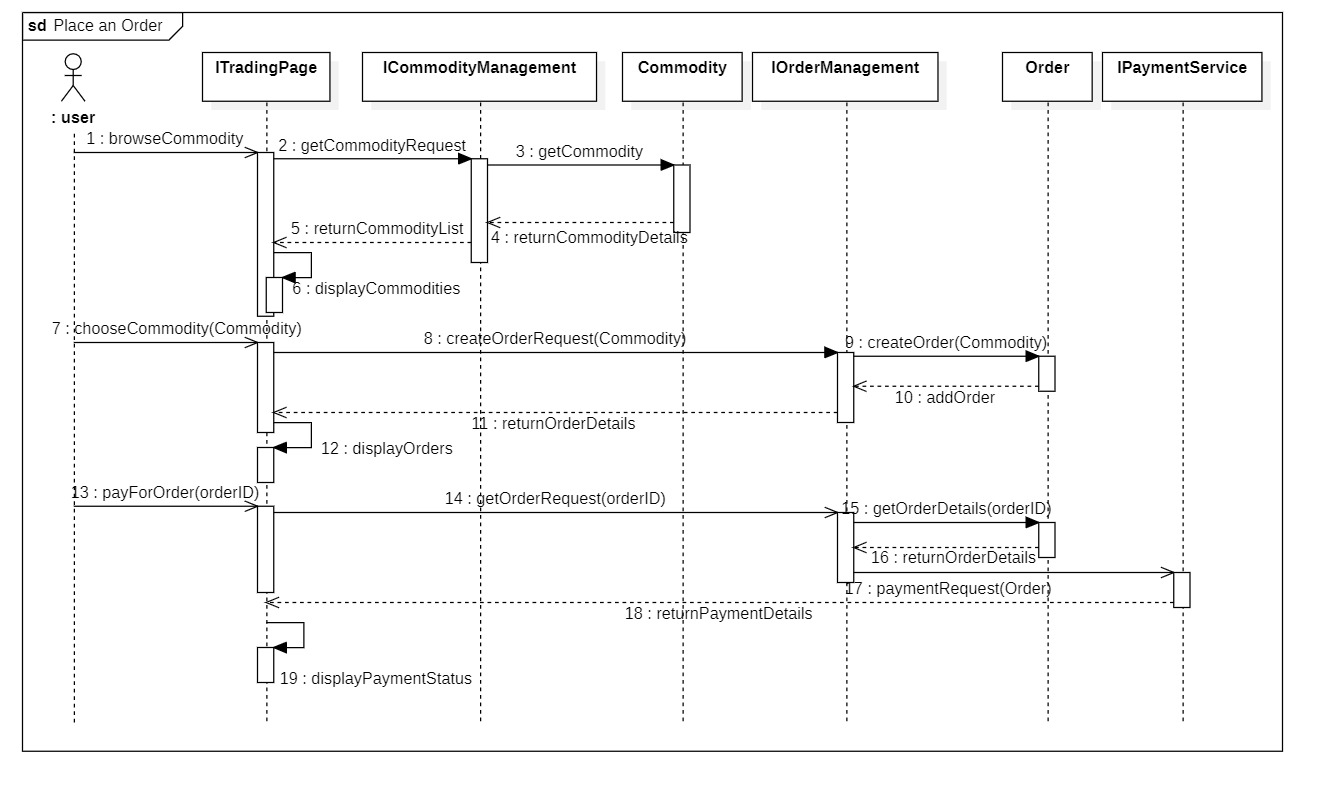 sd Place an Order
ITradingPage
ICommodityManagement
Commodity
IOrderManagement
Order
IPaymentService
: user
1 : browseCommodity
2 : getCommodityRequest
3 : getCommodity
4 : returnCommodityDetails
5 : returnCommodityList
6 : displayCommodities
7 : chooseCommodity(Commodity)
8 : createOrderRequest(Commodity)
9 : createOrder(Commodity)
10 : addOrder
11 : returnOrderDetails
12 : displayOrders
13 : payForOrder(orderID)
14 : getOrderRequest(orderID)
15 : getOrderDetails(orderID)
16 : returnOrderDetails
17 : paymentRequest(Order)
18 : returnPaymentDetails
19 : displayPaymentStatus